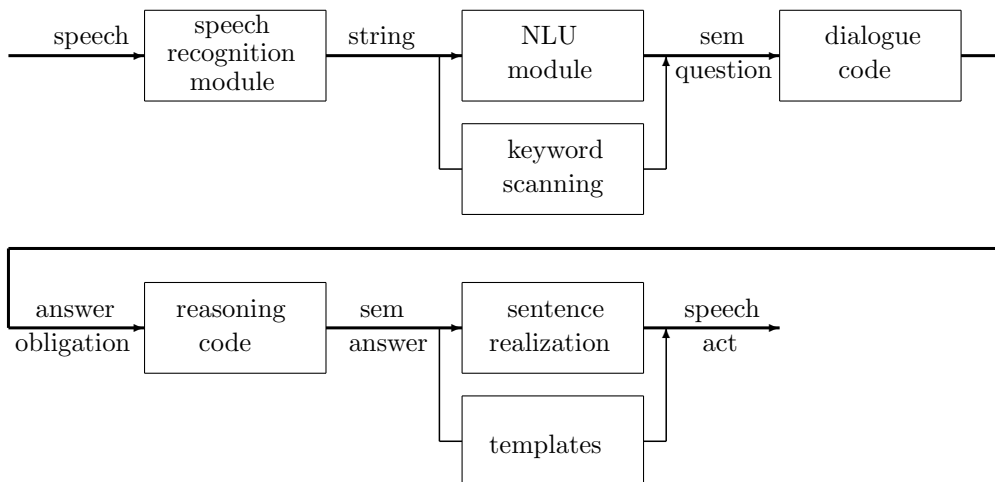 speech
speech
recognition
module
string
NLU
module
sem
question
dialogue
code
keyword
scanning
answer
obligation
reasoning
code
sem
answer
sentence
realization
speech
act
templates